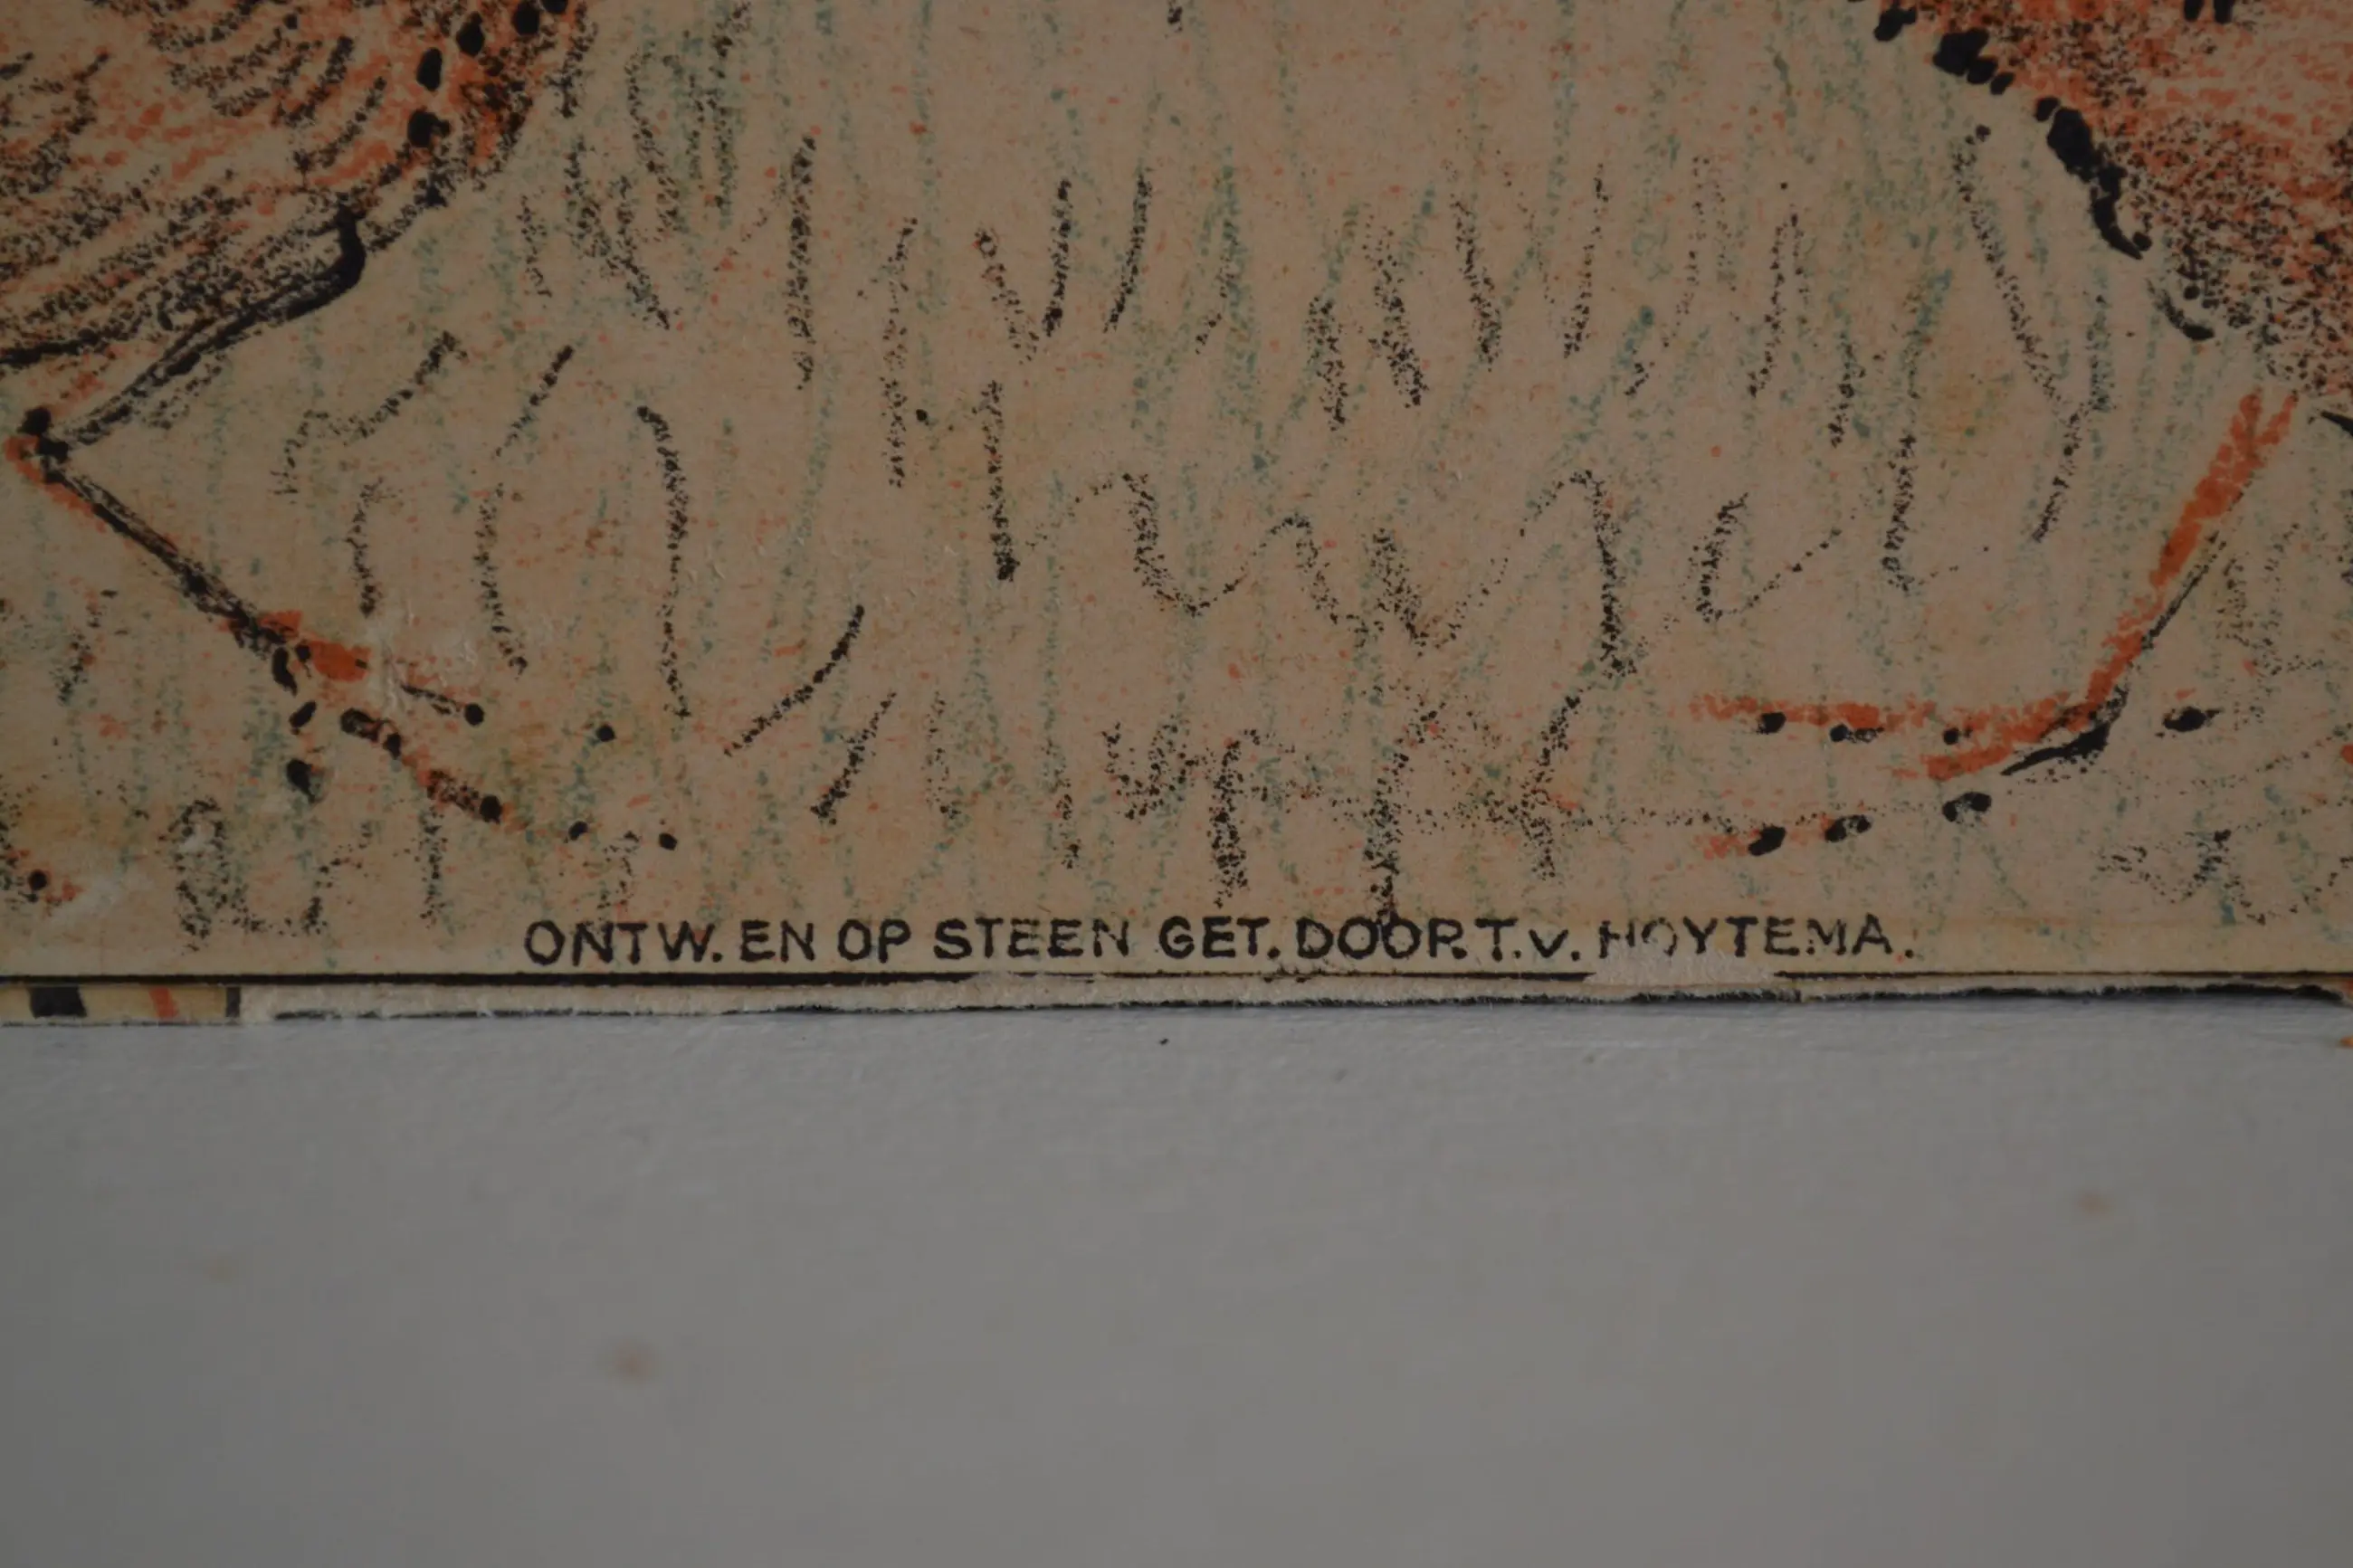 ONTW. EN OP STEEN GET. DOOR T. v. HOYTEMA.